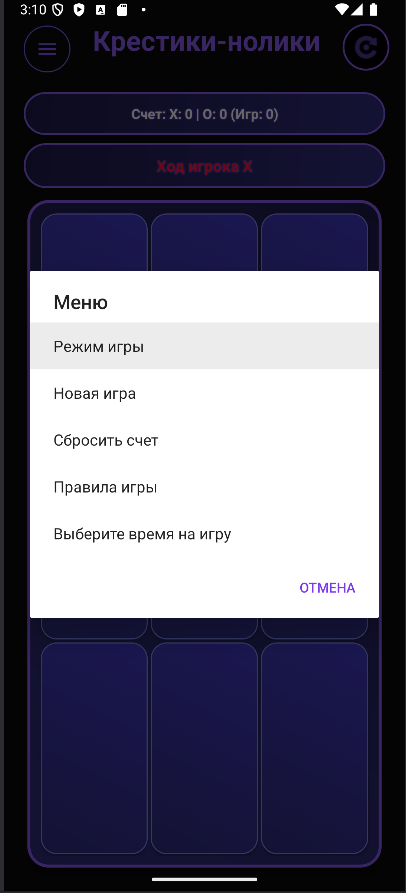 3:10
Крестики-нолики
Счет: X: 0 | O: 0 (Игр: 0)
Ход игрока X
Меню
Режим игры
Новая игра
Сбросить счет
Правила игры
Выберите время на игру
ОТМЕНА